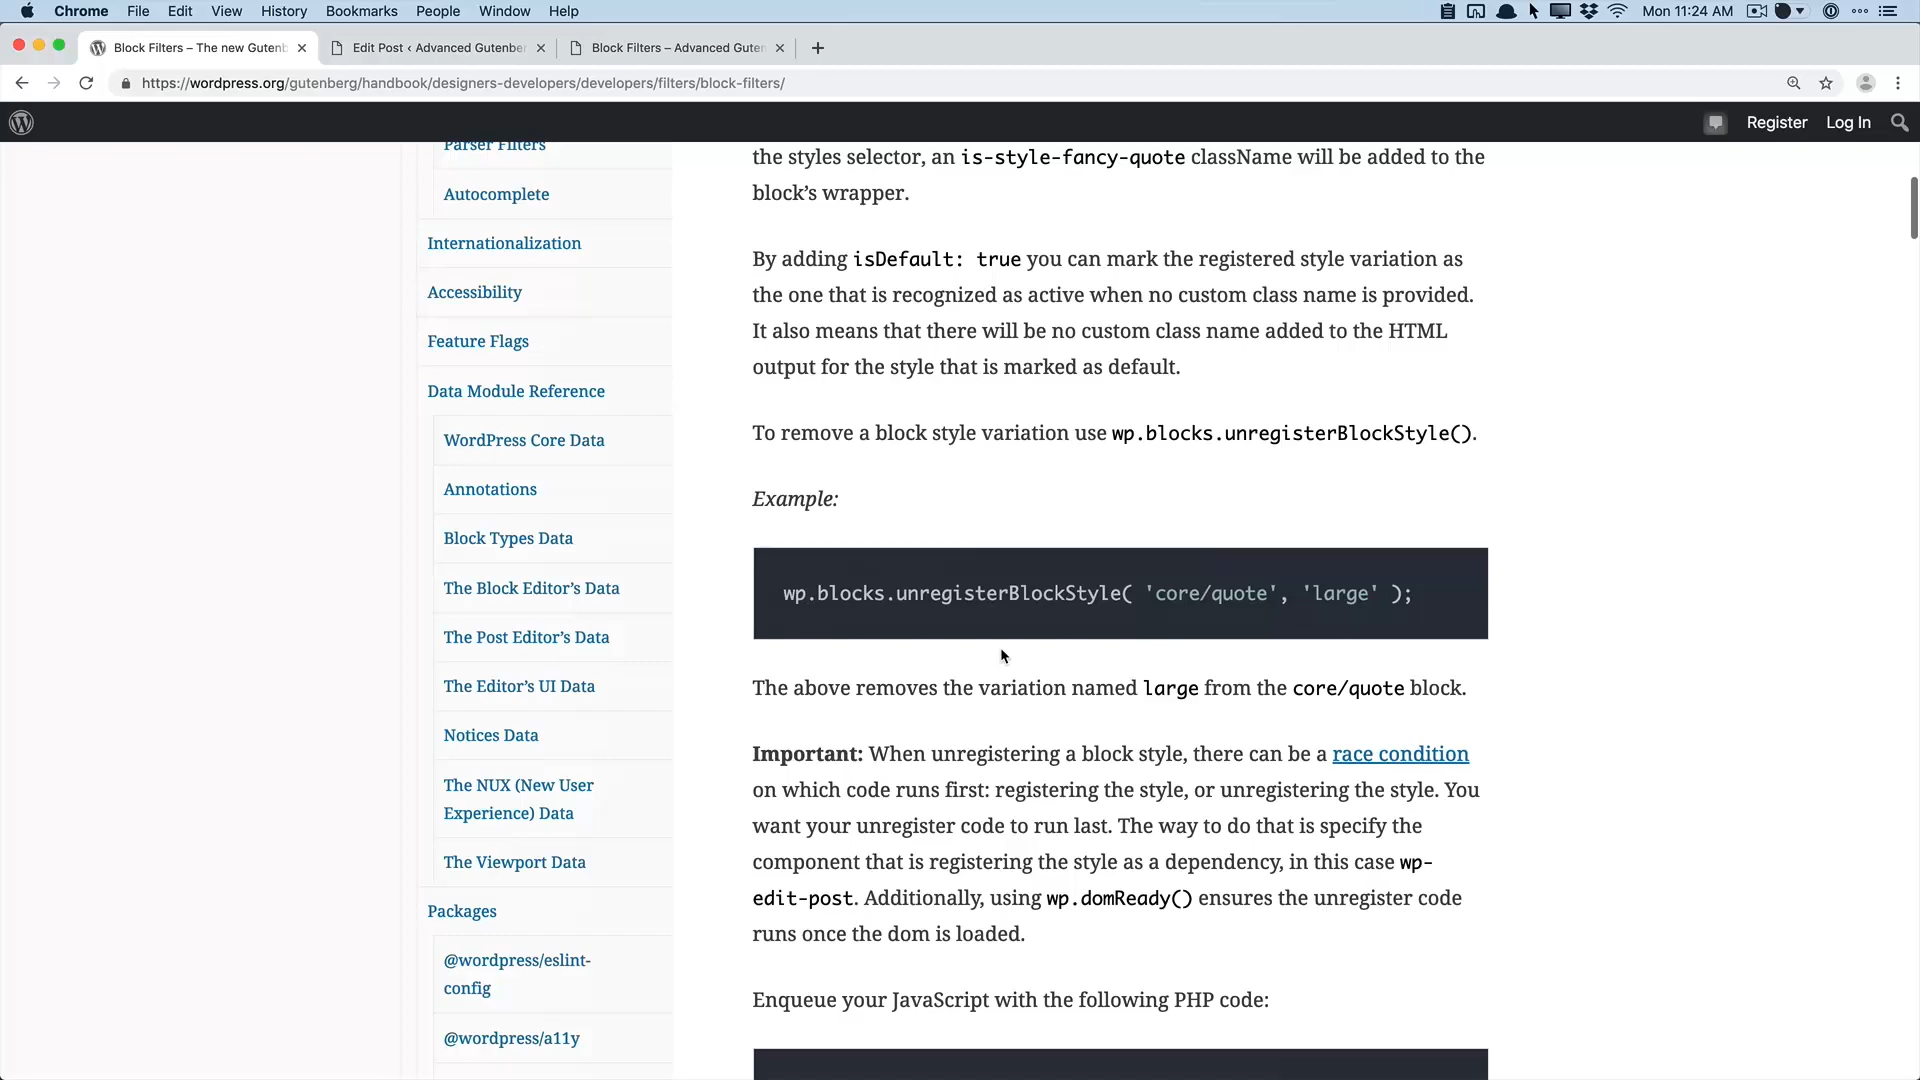 Chrome File Edit View History Bookmarks People Window Help
Mon 11:24 AM
Block Filters – The new Gutenb
Edit Post ‹ Advanced Gutenber
Block Filters – Advanced Guten
https://wordpress.org/gutenberg/handbook/designers-developers/developers/filters/block-filters/
Register Log In
Parser Filters
Autocomplete
Internationalization
Accessibility
Feature Flags
Data Module Reference
WordPress Core Data
Annotations
Block Types Data
The Block Editor’s Data
The Post Editor’s Data
The Editor’s UI Data
Notices Data
The NUX (New User
Experience) Data
The Viewport Data
Packages
@wordpress/eslint-
config
@wordpress/a11y
the styles selector, an is-style-fancy-quote className will be added to the
block’s wrapper.
By adding isDefault: true you can mark the registered style variation as
the one that is recognized as active when no custom class name is provided.
It also means that there will be no custom class name added to the HTML
output for the style that is marked as default.
To remove a block style variation use wp.blocks.unregisterBlockStyle().
Example:
wp.blocks.unregisterBlockStyle( 'core/quote', 'large' );
The above removes the variation named large from the core/quote block.
Important: When unregistering a block style, there can be a race condition
on which code runs first: registering the style, or unregistering the style. You
want your unregister code to run last. The way to do that is specify the
component that is registering the style as a dependency, in this case wp-
edit-post. Additionally, using wp.domReady() ensures the unregister code
runs once the dom is loaded.
Enqueue your JavaScript with the following PHP code: